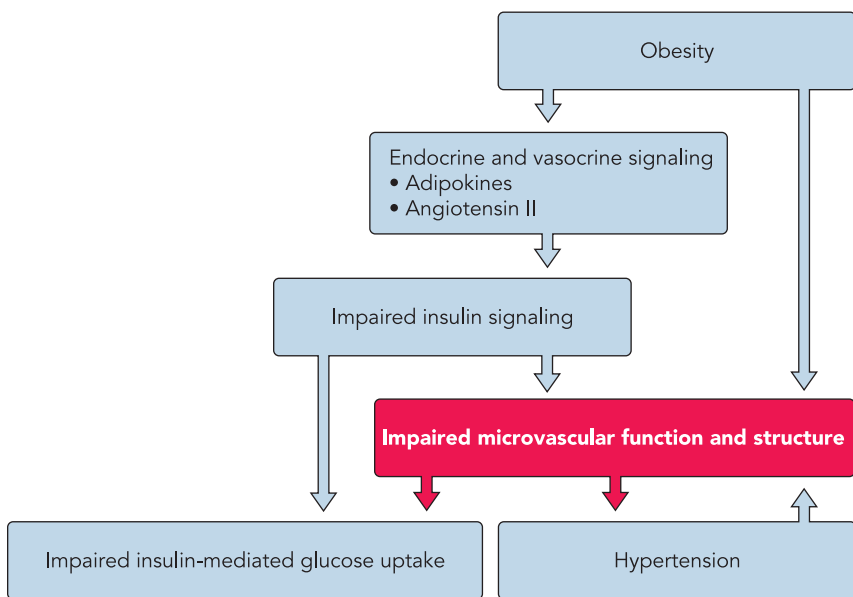 Obesity
Endocrine and vasocrine signaling
• Adipokines
• Angiotensin II
Impaired insulin signaling
Impaired microvascular function and structure
Impaired insulin-mediated glucose uptake
Hypertension